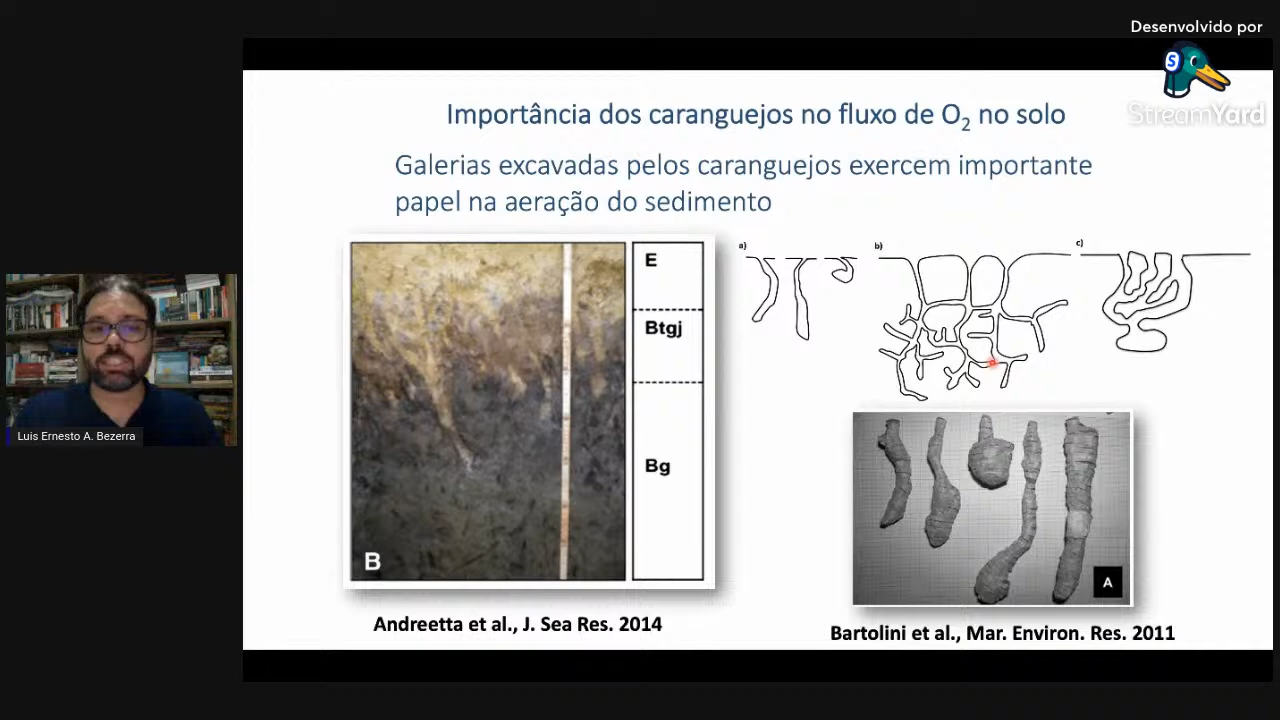 Desenvolvido por
StreamYard
Importância dos caranguejos no fluxo de O₂ no solo
Galerias excavadas pelos caranguejos exercem importante
papel na aeração do sedimento
E
Btgj
Bg
B
a)
b)
c)
A
Andreetta et al., J. Sea Res. 2014
Bartolini et al., Mar. Environ. Res. 2011
Luis Ernesto A. Bezerra